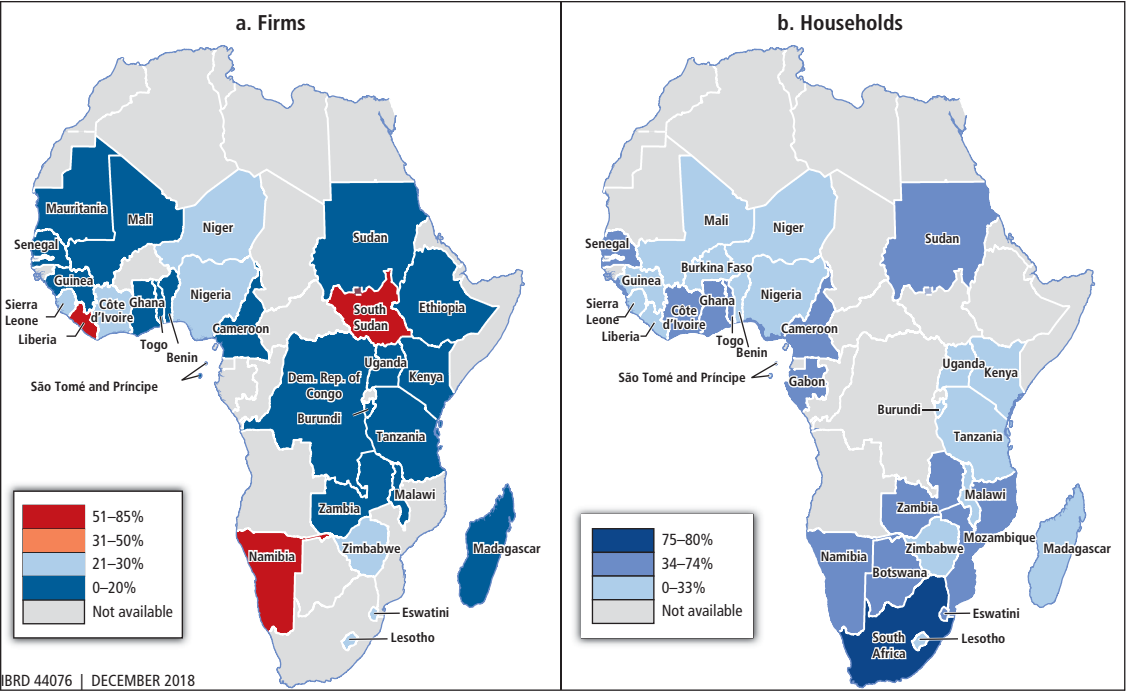 a. Firms
Mauritania
Mali
Niger
Sudan
Senegal
Guinea
Nigeria
Ethiopia
Sierra
Leone
Côte
d'Ivoire
Ghana
South
Sudan
Liberia
Cameroon
Togo
Benin
Uganda
Kenya
São Tomé and Príncipe
Dem. Rep. of
Congo
Burundi
Tanzania
Malawi
Zambia
Zimbabwe
Madagascar
Namibia
Eswatini
Lesotho
51–85%
31–50%
21–30%
0–20%
Not available
IBRD 44076 | DECEMBER 2018
b. Households
Mali
Niger
Sudan
Senegal
Burkina Faso
Guinea
Nigeria
Sierra
Leone
Ghana
Côte
d'Ivoire
Liberia
Cameroon
Togo
Benin
Uganda
Kenya
São Tomé and Príncipe
Gabon
Burundi
Tanzania
Malawi
Zambia
Mozambique
Zimbabwe
Madagascar
Namibia
Botswana
Eswatini
South
Africa
Lesotho
75–80%
34–74%
0–33%
Not available